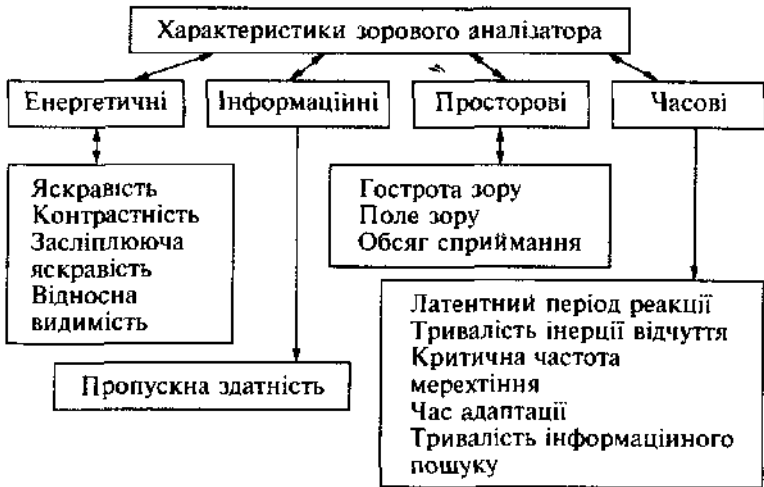 Характеристики зорового аналізатора
Енергетичні
Інформаційні
Просторові
Часові
Яскравість
Контрастність
Засліплююча
яскравість
Відносна
видимість
Гострота зору
Поле зору
Обсяг сприймання
Пропускна здатність
Латентний період реакції
Тривалість інерції відчуття
Критична частота
мерехтіння
Час адаптації
Тривалість інформаційного
пошуку